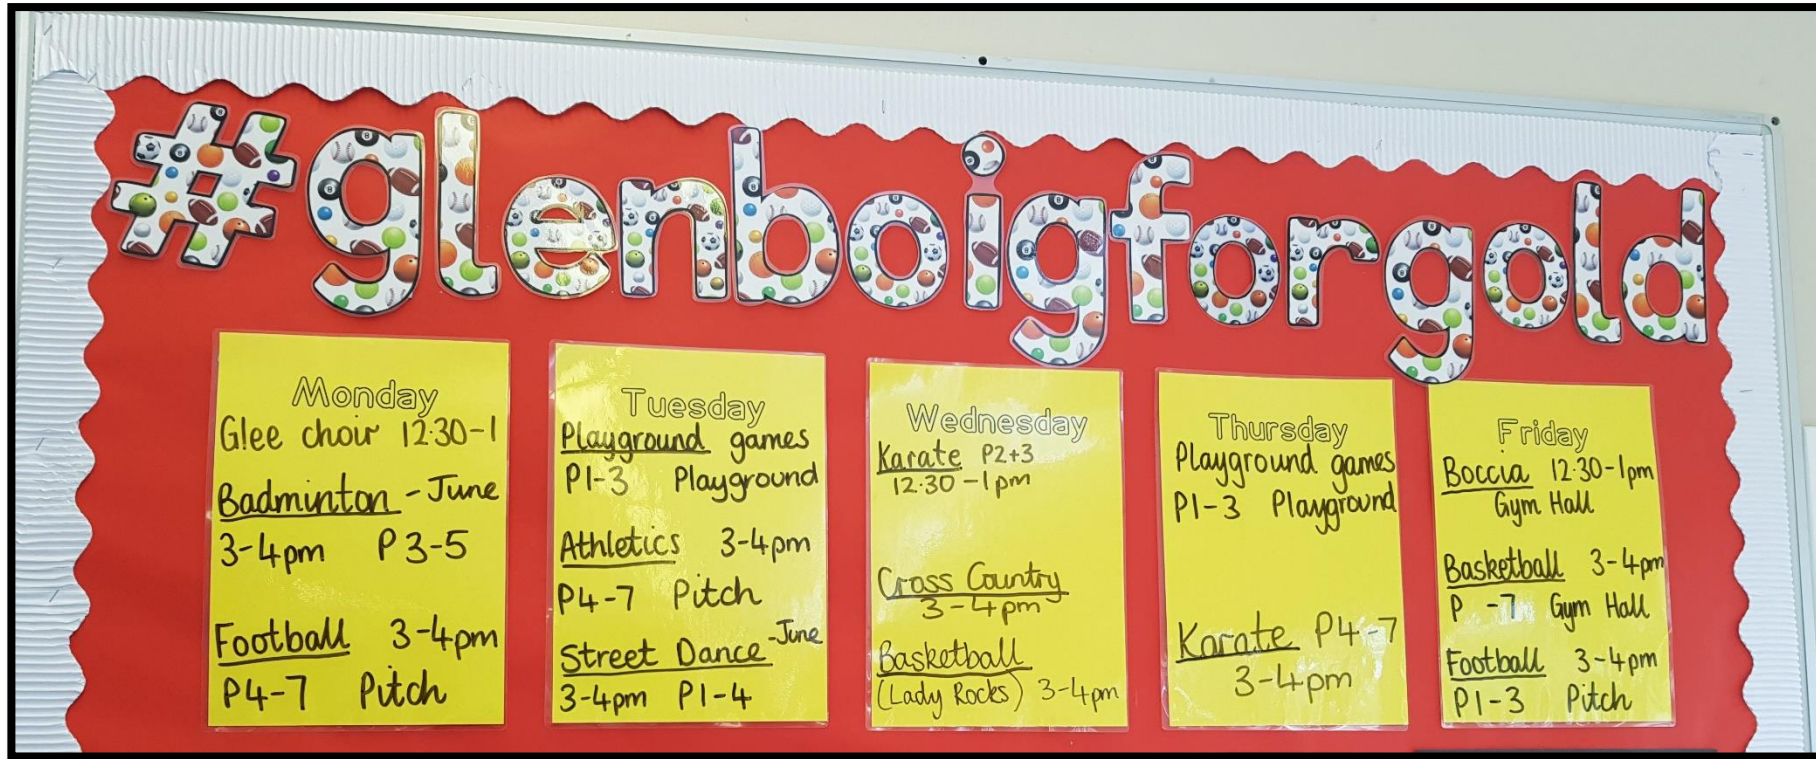 #glenboigforgold
Monday
Glee choir 12.30-1
Badminton - June
3-4pm P3-5
Football 3-4pm
P4-7 Pitch
Tuesday
Playground games
P1-3 Playground
Athletics 3-4pm
P4-7 Pitch
Street Dance -June
3-4pm P1-4
Wednesday
Karate P2+3
12.30-1pm
Cross Country
3-4pm
Basketball
(Lady Rocks) 3-4pm
Thursday
Playground games
P1-3 Playground
Karate P4-7
3-4pm
Friday
Boccia 12.30-1pm
Gym Hall
Basketball 3-4pm
P -7 Gym Hall
Football 3-4pm
P1-3 Pitch